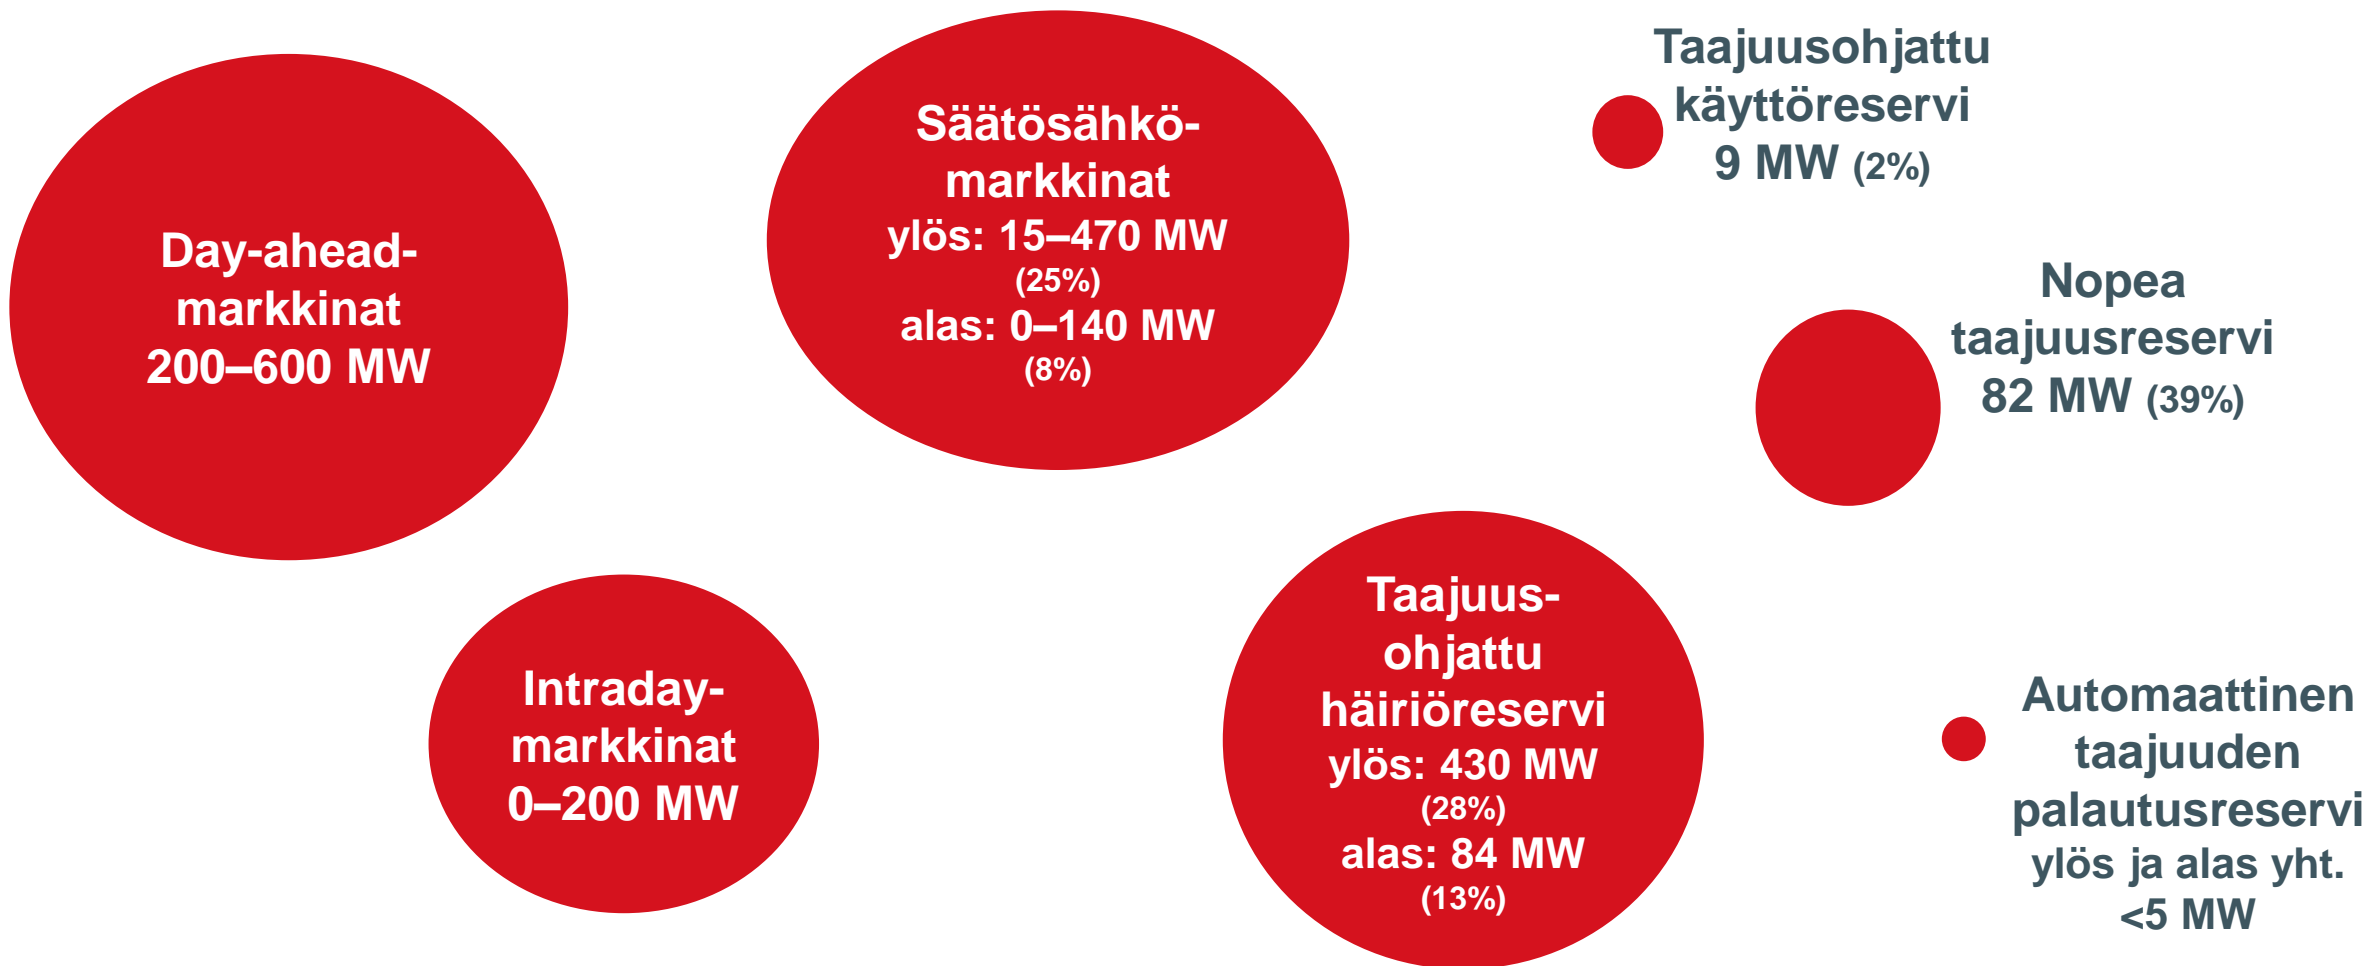 Day-ahead-
markkinat
200–600 MW
Intraday-
markkinat
0–200 MW
Säätösähkö-
markkinat
ylös: 15–470 MW
(25%)
alas: 0–140 MW
(8%)
Taajuus-
ohjattu
häiriöreservi
ylös: 430 MW
(28%)
alas: 84 MW
(13%)
Taajuusohjattu
käyttöreservi
9 MW (2%)
Nopea
taajuusreservi
82 MW (39%)
Automaattinen
taajuuden
palautusreservi
ylös ja alas yht.
<5 MW